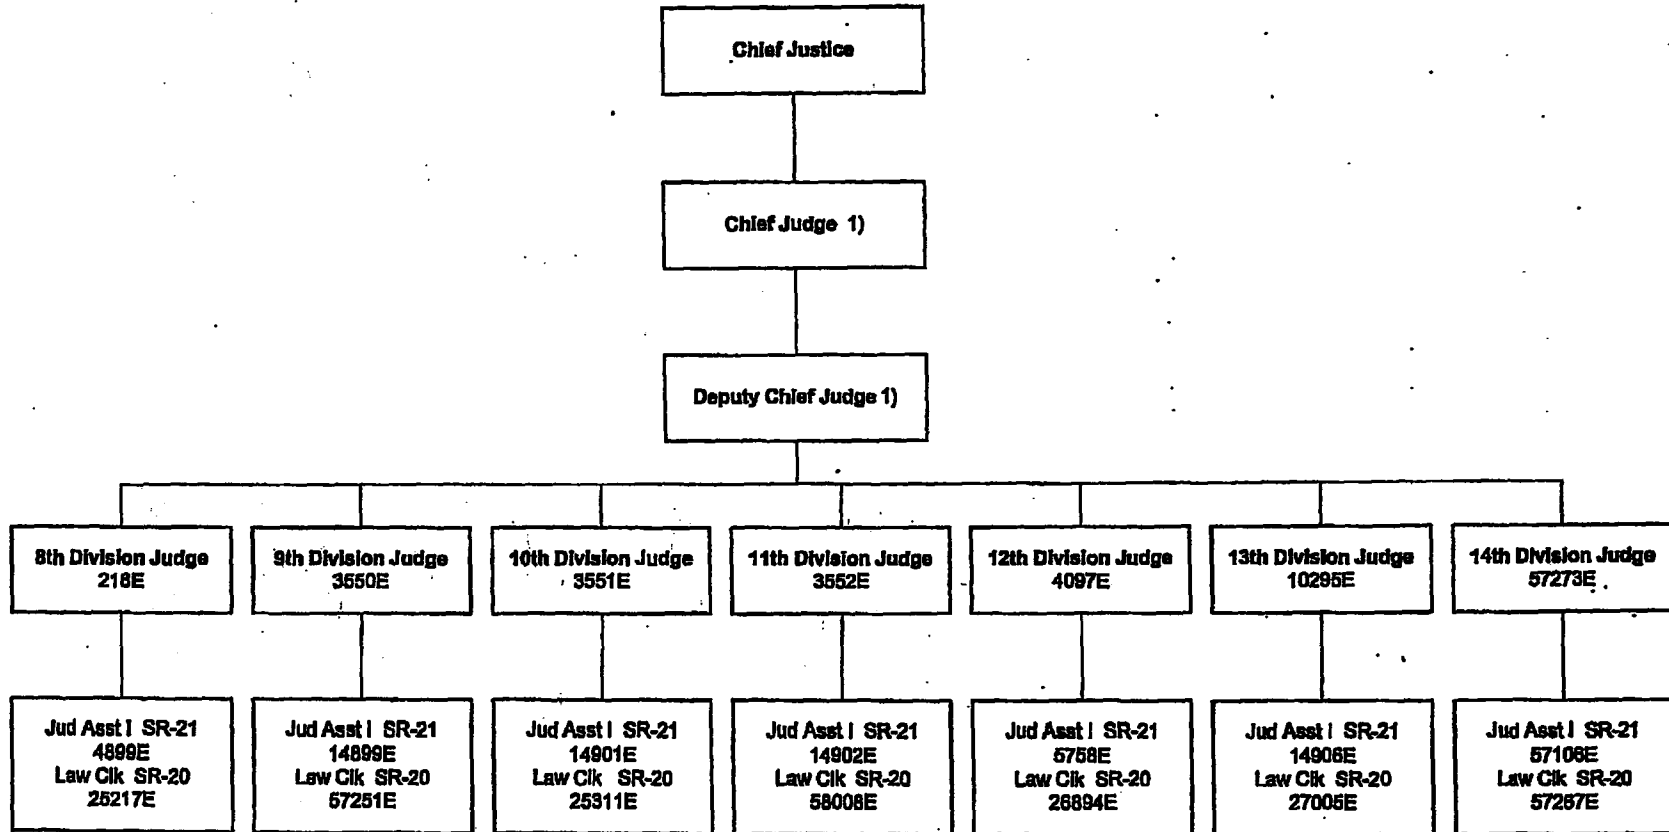 Chief Justice
Chief Judge 1)
Deputy Chief Judge 1)
8th Division Judge
218E
9th Division Judge
3550E
10th Division Judge
3551E
11th Division Judge
3552E
12th Division Judge
4097E
13th Division Judge
10295E
14th Division Judge
57273E
Jud Asst I SR-21
4899E
Law Clk SR-20
25217E
Jud Asst I SR-21
14899E
Law Clk SR-20
57251E
Jud Asst I SR-21
14901E
Law Clk SR-20
25311E
Jud Asst I SR-21
14902E
Law Clk SR-20
58008E
Jud Asst I SR-21
5758E
Law Clk SR-20
26894E
Jud Asst I SR-21
14906E
Law Clk SR-20
27005E
Jud Asst I SR-21
57106E
Law Clk SR-20
57267E